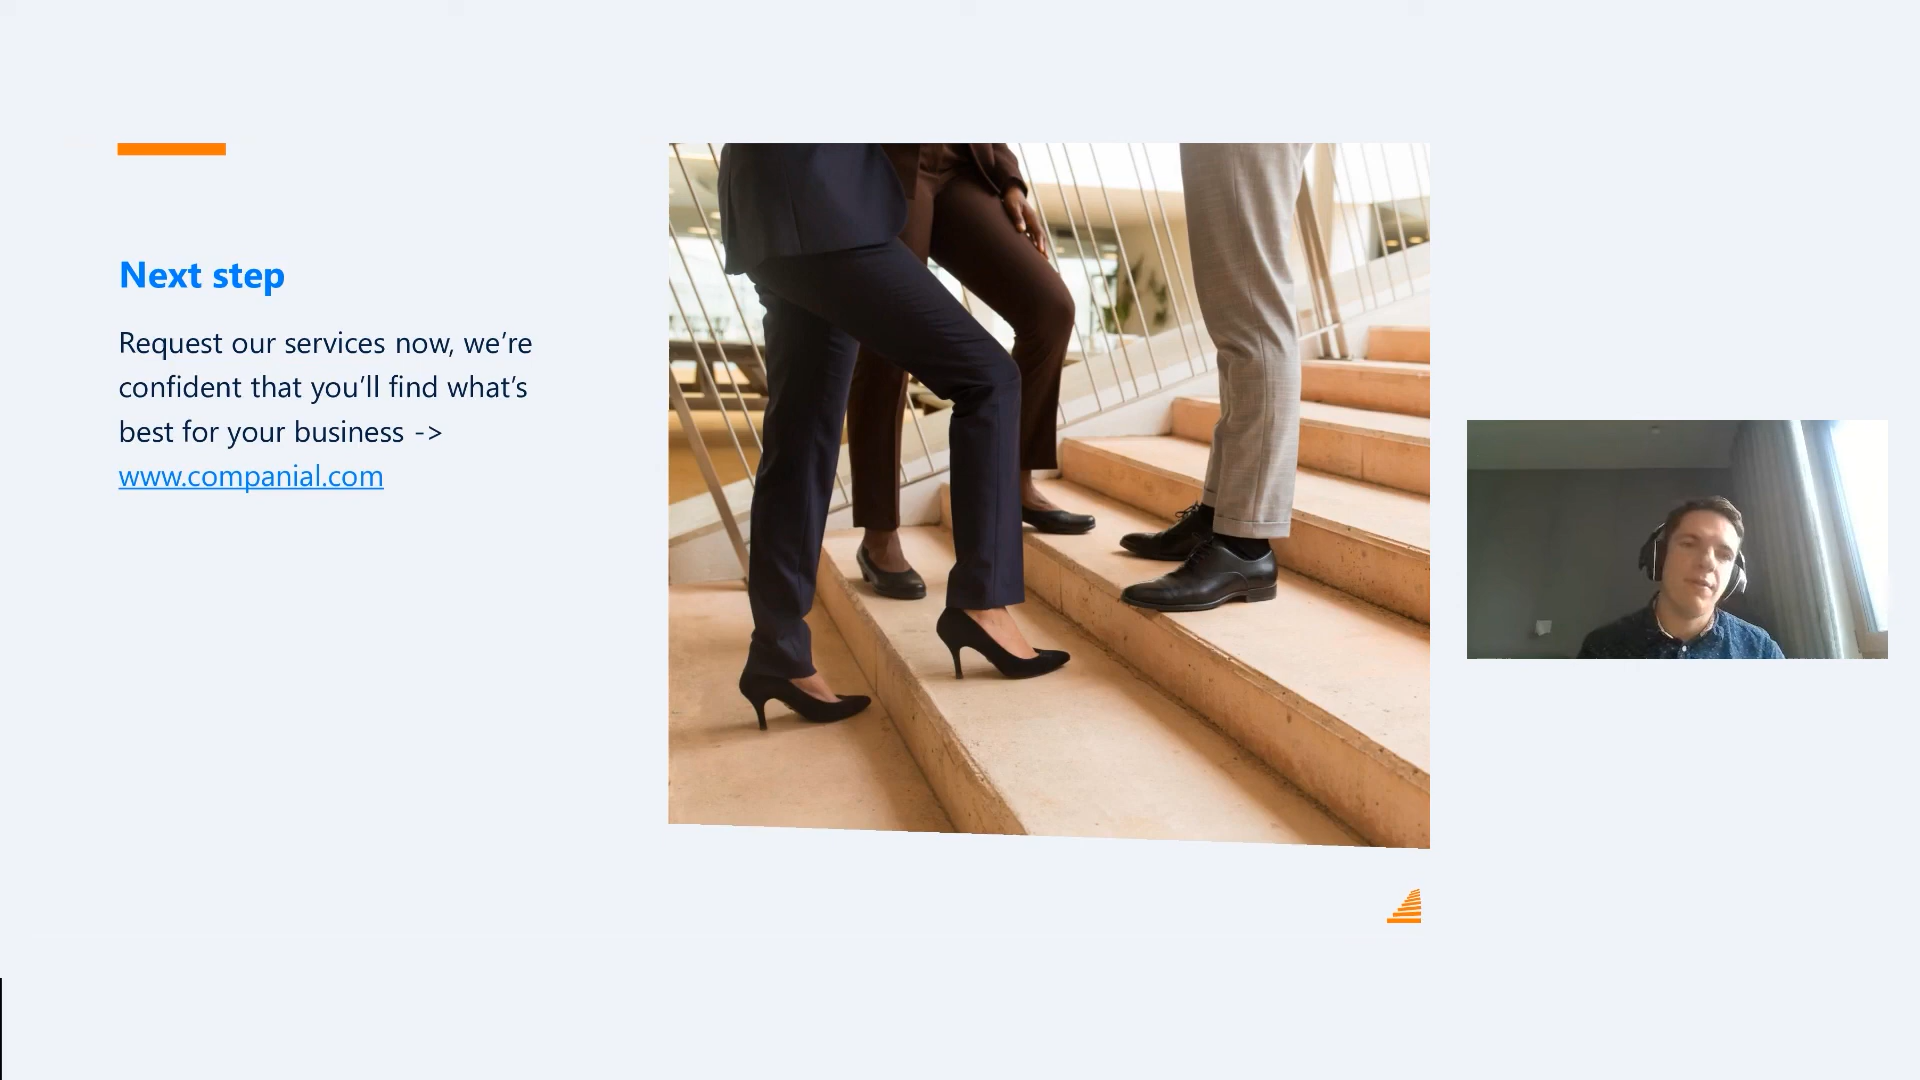 Next step
Request our services now, we’re
confident that you’ll find what’s
best for your business ->
www.companial.com